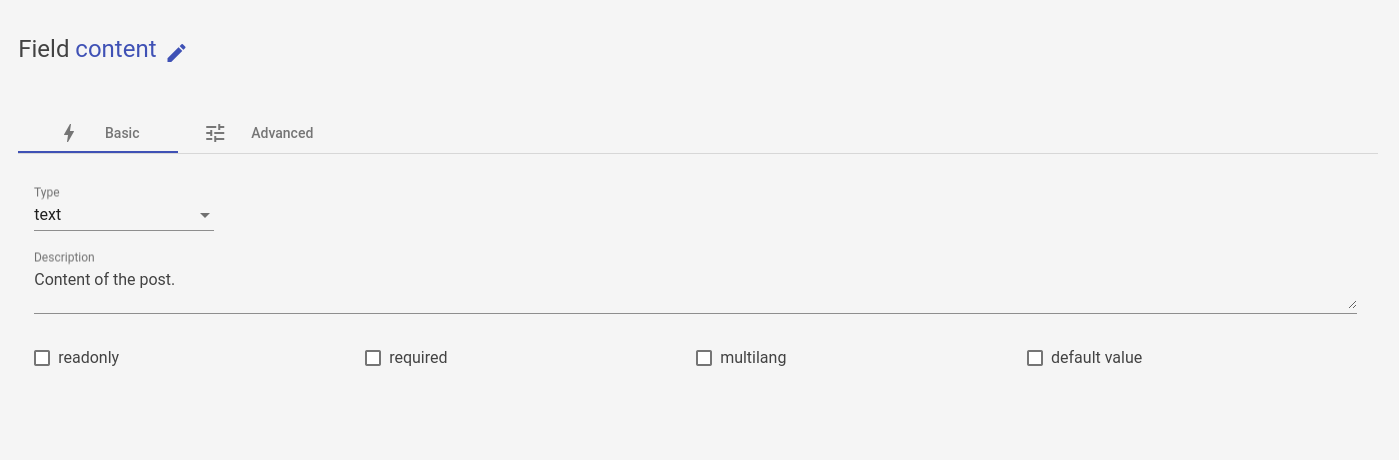 Field content
Basic Advanced
Type
text
Description
Content of the post.
readonly required multilang default value